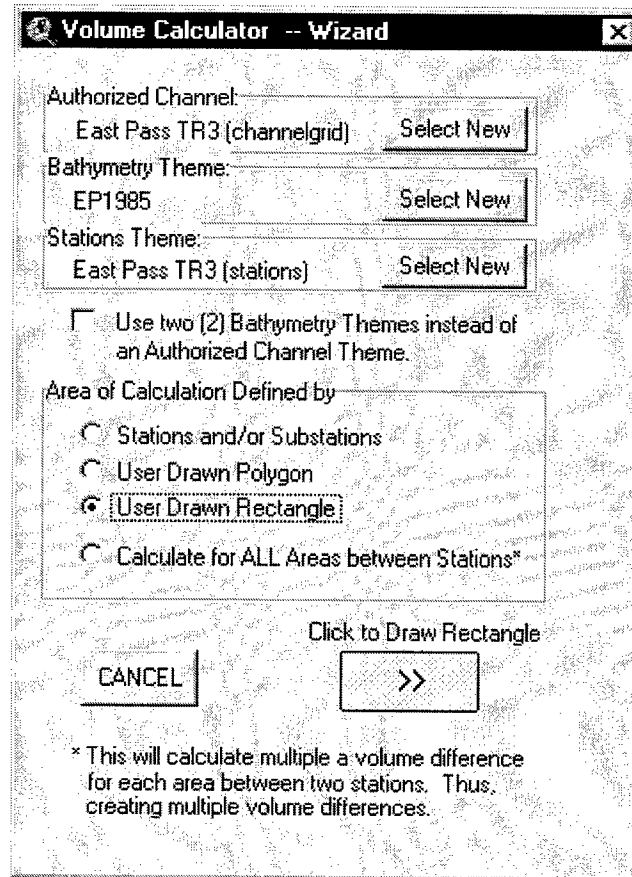 Volume Calculator -- Wizard
Authorized Channel:
East Pass TR3 (channelgrid)
Select New
Bathymetry Theme:
EP1985
Select New
Stations Theme:
East Pass TR3 (stations)
Select New
Use two (2) Bathymetry Themes instead of
an Authorized Channel Theme.
Area of Calculation Defined by
Stations and/or Substations
User Drawn Polygon
User Drawn Rectangle
Calculate for ALL Areas between Stations*
Click to Draw Rectangle
CANCEL
>>
* This will calculate multiple a volume difference
for each area between two stations. Thus,
creating multiple volume differences.